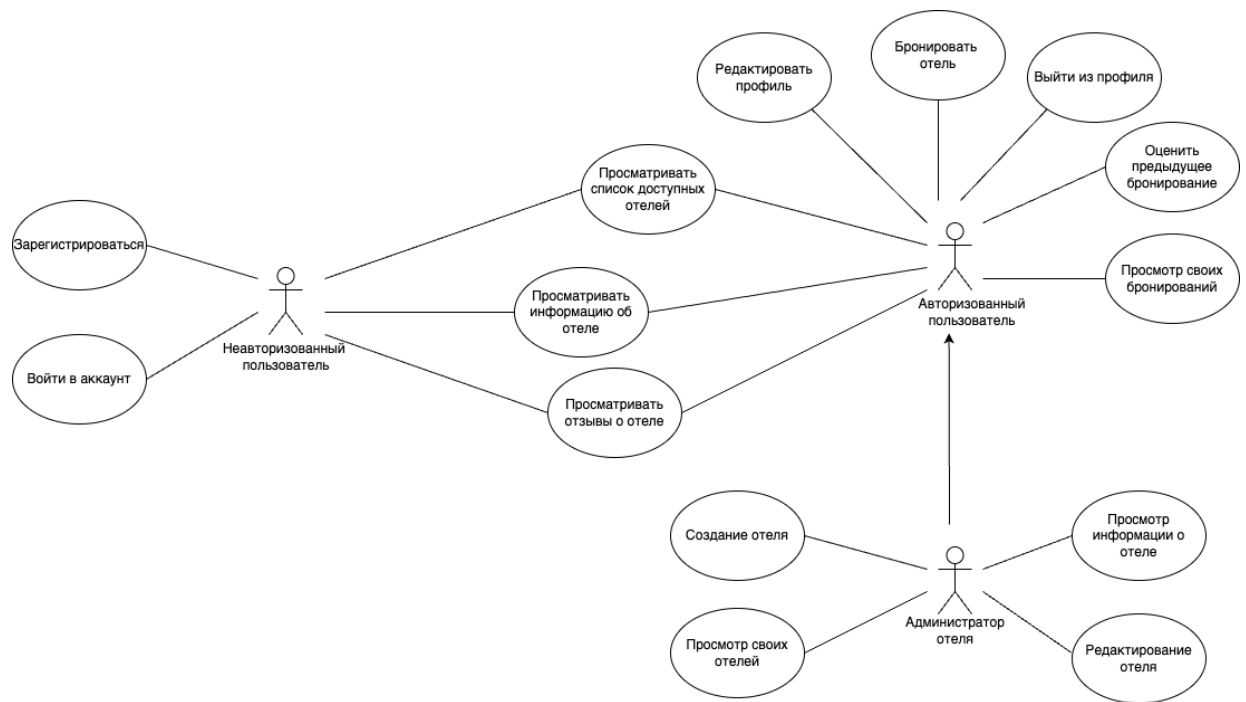 Бронировать
отель
Редактировать
профиль
Выйти из профиля
Оценить
предыдущее
бронирование
Просматривать
список доступных
отелей
Зарегистрироваться
Просмотр своих
бронирований
Просматривать
информацию об
отеле
Авторизованный
пользователь
Неавторизованный
пользователь
Войти в аккаунт
Просматривать
отзывы о отеле
Создание отеля
Просмотр
информации о
отеле
Администратор
отеля
Просмотр своих
отелей
Редактирование
отеля